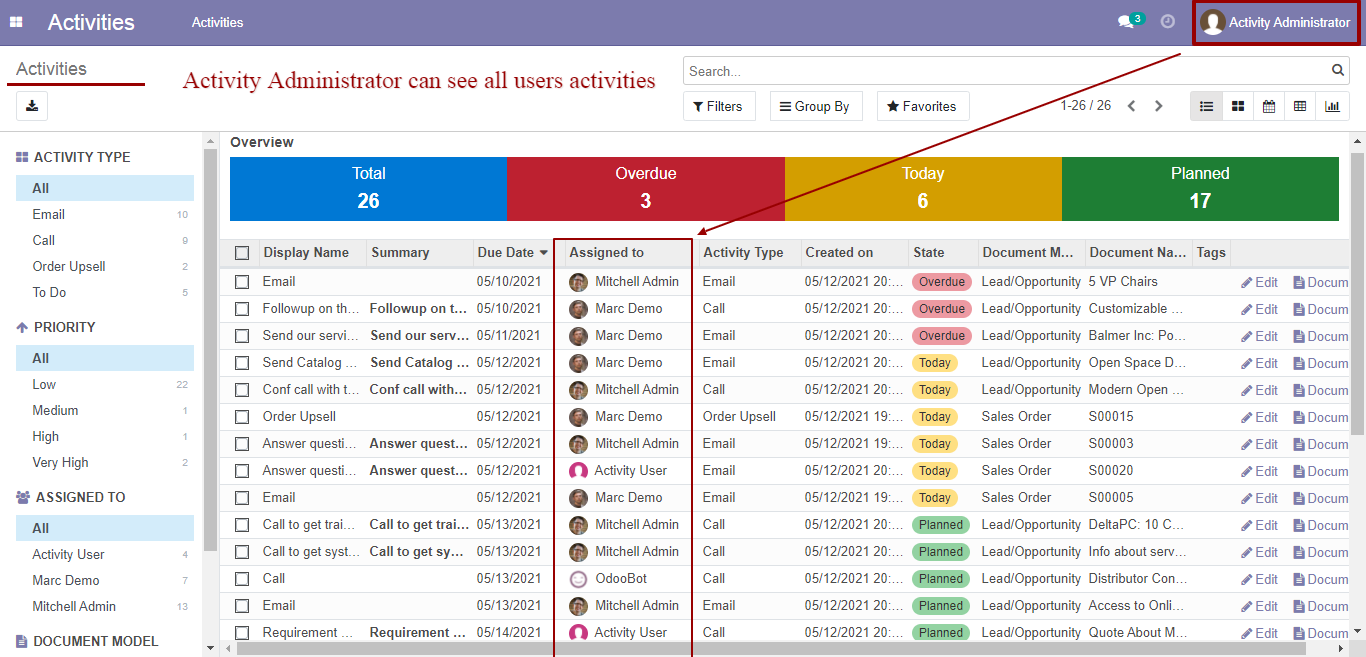 Activities Activities 3 Activity Administrator
Activities Activity Administrator can see all users activities Search...
Filters Group By Favorites 1-26 / 26
Overview
Total Overdue Today Planned
26 3 6 17
ACTIVITY TYPE
All
Email 10
Call 9
Order Upsell 2
To Do 5
PRIORITY
All
Low 22
Medium 1
High 1
Very High 2
ASSIGNED TO
All
Activity User 4
Marc Demo 7
Mitchell Admin 13
DOCUMENT MODEL
Display Name Summary Due Date Assigned to Activity Type Created on State Document M... Document Na... Tags
Email 05/10/2021 Mitchell Admin Email 05/12/2021 20:... Overdue Lead/Opportunity 5 VP Chairs Edit Docum
Followup on th... Followup on t... 05/10/2021 Marc Demo Call 05/12/2021 20:... Overdue Lead/Opportunity Customizable ... Edit Docum
Send our servi... Send our serv... 05/11/2021 Marc Demo Email 05/12/2021 20:... Overdue Lead/Opportunity Balmer Inc: Po... Edit Docum
Send Catalog ... Send Catalog ... 05/12/2021 Marc Demo Email 05/12/2021 20:... Today Lead/Opportunity Open Space D... Edit Docum
Conf call with t... Conf call with... 05/12/2021 Mitchell Admin Call 05/12/2021 20:... Today Lead/Opportunity Modern Open ... Edit Docum
Order Upsell 05/12/2021 Marc Demo Order Upsell 05/12/2021 19:... Today Sales Order S00015 Edit Docum
Answer questi... Answer quest... 05/12/2021 Mitchell Admin Email 05/12/2021 19:... Today Sales Order S00003 Edit Docum
Answer questi... Answer quest... 05/12/2021 Activity User Email 05/12/2021 20:... Today Sales Order S00020 Edit Docum
Email 05/12/2021 Marc Demo Email 05/12/2021 19:... Today Sales Order S00005 Edit Docum
Call to get trai... Call to get trai... 05/13/2021 Mitchell Admin Call 05/12/2021 20:... Planned Lead/Opportunity DeltaPC: 10 C... Edit Docum
Call to get syst... Call to get sy... 05/13/2021 Mitchell Admin Call 05/12/2021 20:... Planned Lead/Opportunity Info about serv... Edit Docum
Call 05/13/2021 OdooBot Call 05/12/2021 20:... Planned Lead/Opportunity Distributor Con... Edit Docum
Email 05/13/2021 Mitchell Admin Email 05/12/2021 20:... Planned Lead/Opportunity Access to Onli... Edit Docum
Requirement ... Requirement ... 05/14/2021 Activity User Call 05/12/2021 20:... Planned Lead/Opportunity Quote About M... Edit Docum